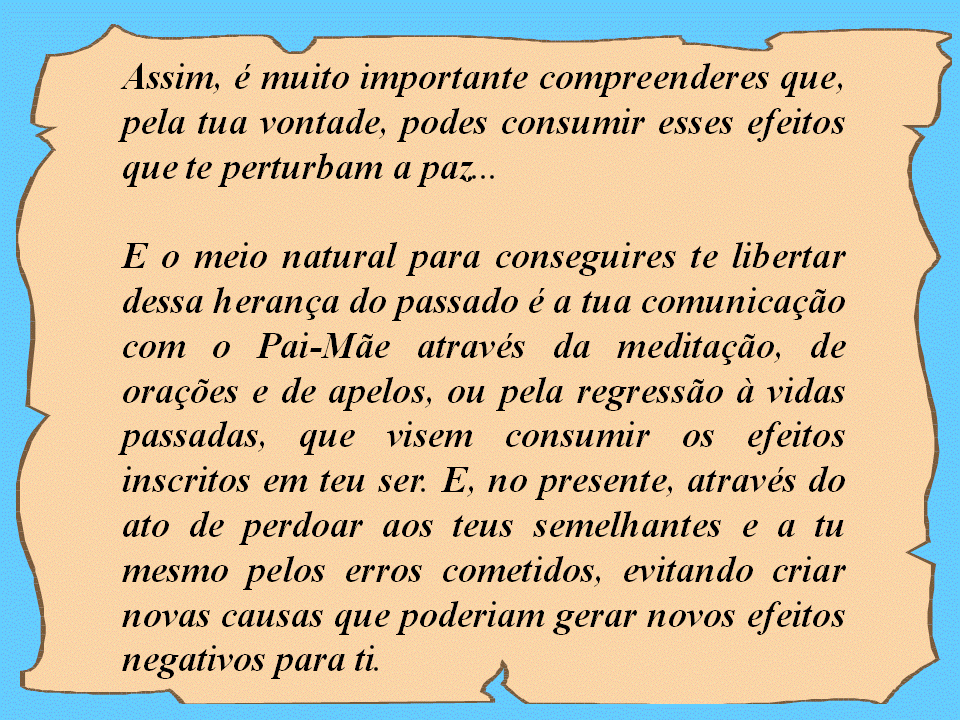 Assim, é muito importante compreenderes que,
pela tua vontade, podes consumir esses efeitos
que te perturbam a paz...
E o meio natural para conseguires te libertar
dessa herança do passado é a tua comunicação
com o Pai-Mãe através da meditação, de
orações e de apelos, ou pela regressão à vidas
passadas, que visem consumir os efeitos
inscritos em teu ser. E, no presente, através do
ato de perdoar aos teus semelhantes e a tu
mesmo pelos erros cometidos, evitando criar
novas causas que poderiam gerar novos efeitos
negativos para ti.